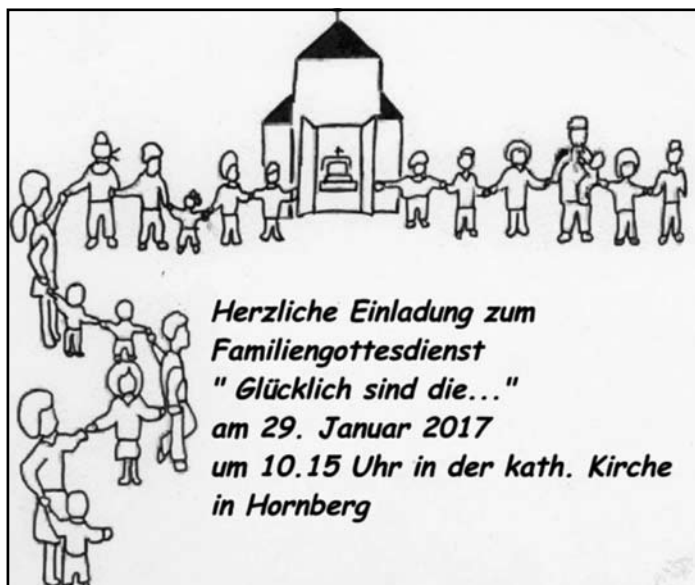 Herzliche Einladung zum
Familiengottesdienst
" Glücklich sind die..."
am 29. Januar 2017
um 10.15 Uhr in der kath. Kirche
in Hornberg